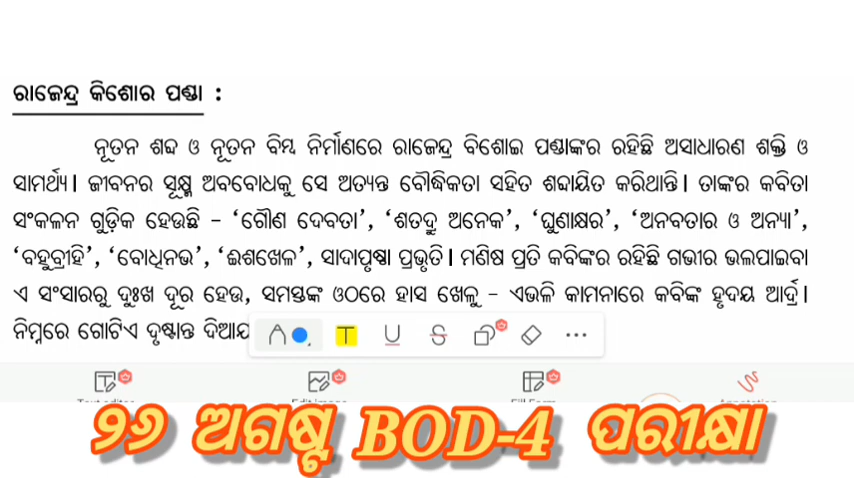 ରାଜେନ୍ଦ୍ର କିଶୋର ପଣ୍ଡା :
ନୂତନ ଶବ୍ଦ ଓ ନୂତନ ବିମ୍ବ ନିର୍ମାଣରେ ରାଜେନ୍ଦ୍ର ବିଶୋଇ ପଣ୍ଡାଙ୍କର ରହିଛି ଅସାଧାରଣ ଶକ୍ତି ଓ
ସାମର୍ଥ୍ୟ। ଜୀବନର ସୂକ୍ଷ୍ମ ଅବବୋଧକୁ ସେ ଅତ୍ୟନ୍ତ ବୌଦ୍ଧିକତା ସହିତ ଶବ୍ଦାୟିତ କରିଥାନ୍ତି। ତାଙ୍କର କବିତା
ସଂକଳନ ଗୁଡ଼ିକ ହେଉଛି - ‘ଗୌଣ ଦେବତା’, ‘ଶତଦ୍ରୁ ଅନେକ’, ‘ଘୁଣାକ୍ଷର’, ‘ଅନବତାର ଓ ଅନ୍ୟା’,
‘ବହୁବ୍ରୀହି’, ‘ବୋଧିନଭ’, ‘ଈଶଖେଳ’, ସାଦାପୃଷ୍ଠା ପ୍ରଭୃତି। ମଣିଷ ପ୍ରତି କବିଙ୍କର ରହିଛି ଗଭୀର ଭଲପାଇବା
ଏ ସଂସାରରୁ ଦୁଃଖ ଦୂର ହେଉ, ସମସ୍ତଙ୍କ ଓଠରେ ହାସ ଖେଳୁ - ଏଭଳି କାମନାରେ କବିଙ୍କ ହୃଦୟ ଆର୍ଦ୍ର।
ନିମ୍ନରେ ଗୋଟିଏ ଦୃଷ୍ଟାନ୍ତ ଦିଆଯ
୨୬ ଅଗଷ୍ଟ BOD-4 ପରୀକ୍ଷା